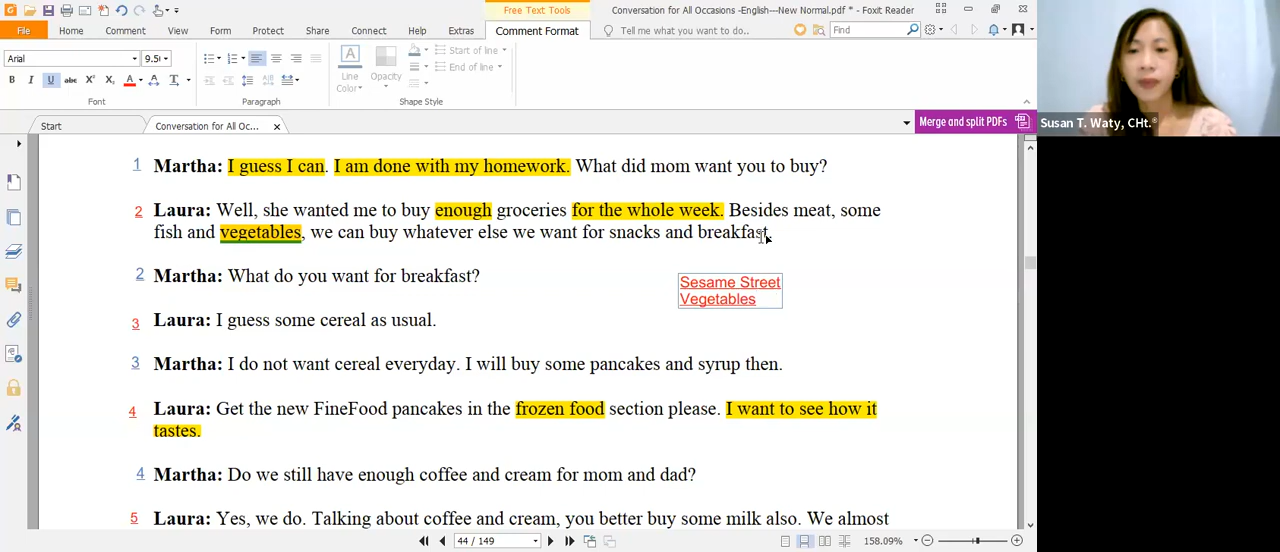 Free Text Tools
Conversation for All Occasions -English---New Normal.pdf * - Foxit Reader
File Home Comment View Form Protect Share Connect Help Extras Comment Format Tell me what you want to do.. Find
Arial 9.5
B I U abc X² X₂ A A T
Font
Paragraph
Line Color
Opacity
Start of line
End of line
Shape Style
Start
Conversation for All Oc...
Merge and split PDFs
Susan T. Waty, CHt.®
1 Martha: I guess I can. I am done with my homework. What did mom want you to buy?
2 Laura: Well, she wanted me to buy enough groceries for the whole week. Besides meat, some
fish and vegetables, we can buy whatever else we want for snacks and breakfast.
2 Martha: What do you want for breakfast?
Sesame Street
Vegetables
3 Laura: I guess some cereal as usual.
3 Martha: I do not want cereal everyday. I will buy some pancakes and syrup then.
4 Laura: Get the new FineFood pancakes in the frozen food section please. I want to see how it
tastes.
4 Martha: Do we still have enough coffee and cream for mom and dad?
5 Laura: Yes, we do. Talking about coffee and cream, you better buy some milk also. We almost
44 / 149
158.09%